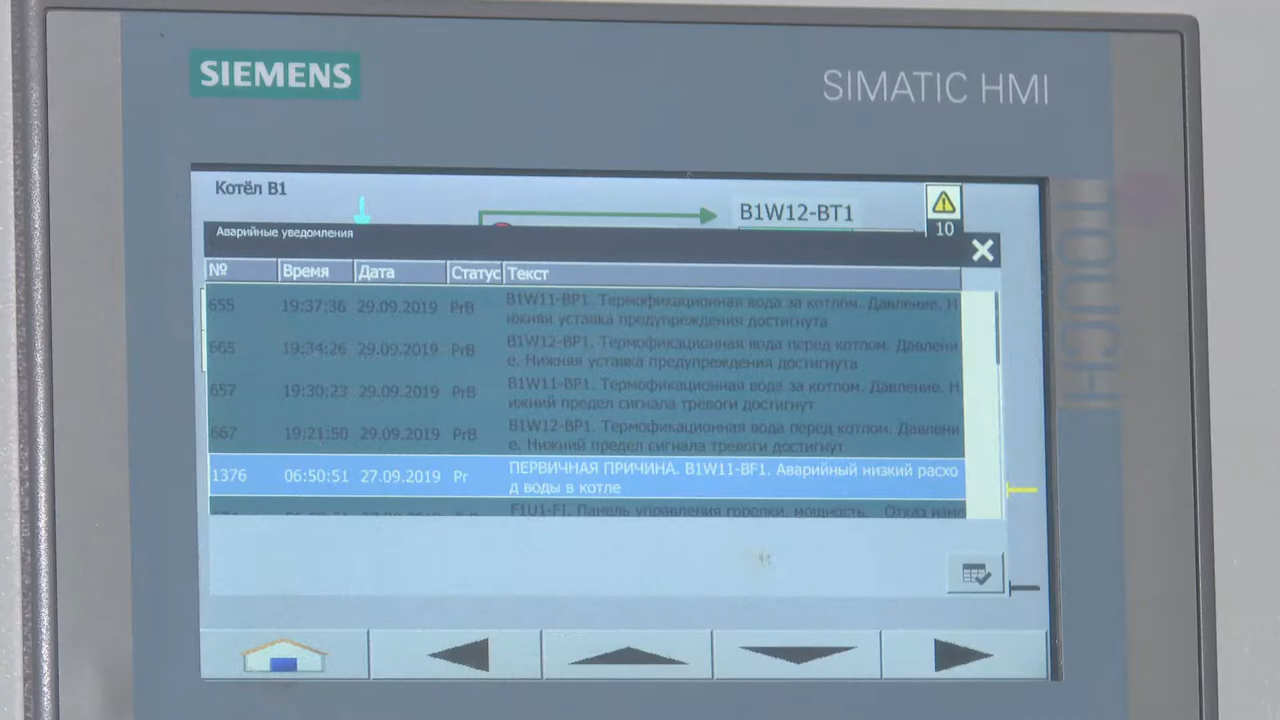 SIEMENS
SIMATIC HMI
TOUCH
Котёл В1
B1W12-BT1
10
Аварийные уведомления
№ Время Дата Статус Текст
655 19:37:36 29.09.2019 PrB B1W11-BP1. Термофикационная вода за котлом. Давление. Н
ижняя уставка предупреждения достигнута
665 19:34:26 29.09.2019 PrB B1W12-BP1. Термофикационная вода перед котлом. Давлени
е. Нижняя уставка предупреждения достигнута
657 19:30:23 29.09.2019 PrB B1W11-BP1. Термофикационная вода за котлом. Давление. Н
ижний предел сигнала тревоги достигнут
667 19:21:50 29.09.2019 PrB B1W12-BP1. Термофикационная вода перед котлом. Давлени
е. Нижний предел сигнала тревоги достигнут
1376 06:50:51 27.09.2019 Pr ПЕРВИЧНАЯ ПРИЧИНА. B1W11-BF1. Аварийный низкий расхо
д воды в котле
F1U1-FI. Панель управления горелки, мощность. Отказ изме